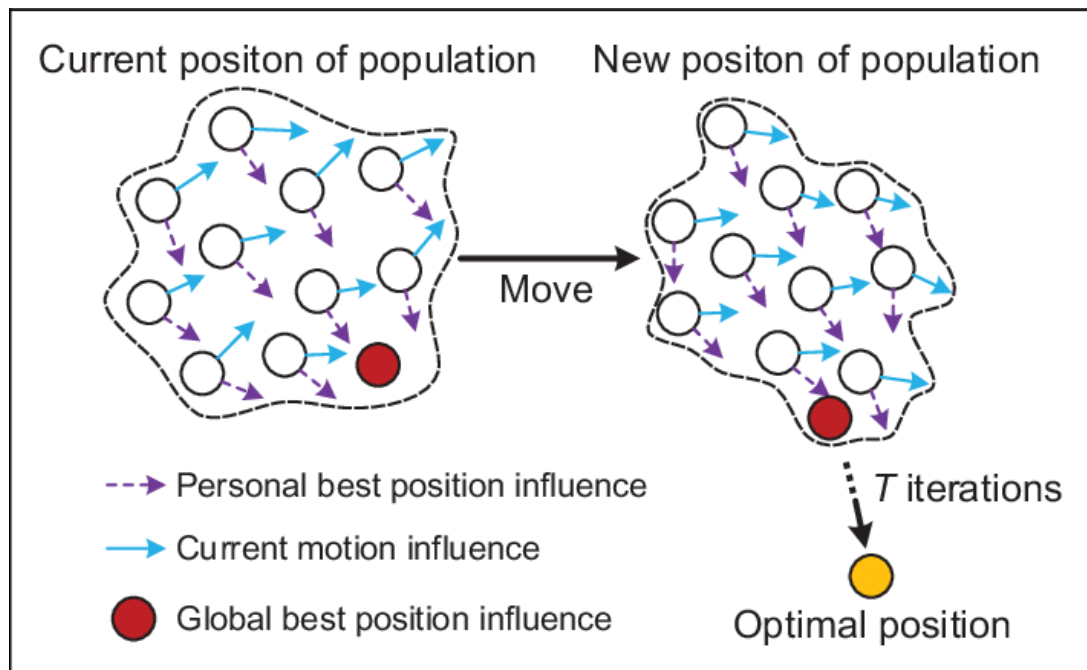 Current positon of population
New positon of population
Move
Personal best position influence
Current motion influence
Global best position influence
T iterations
Optimal position